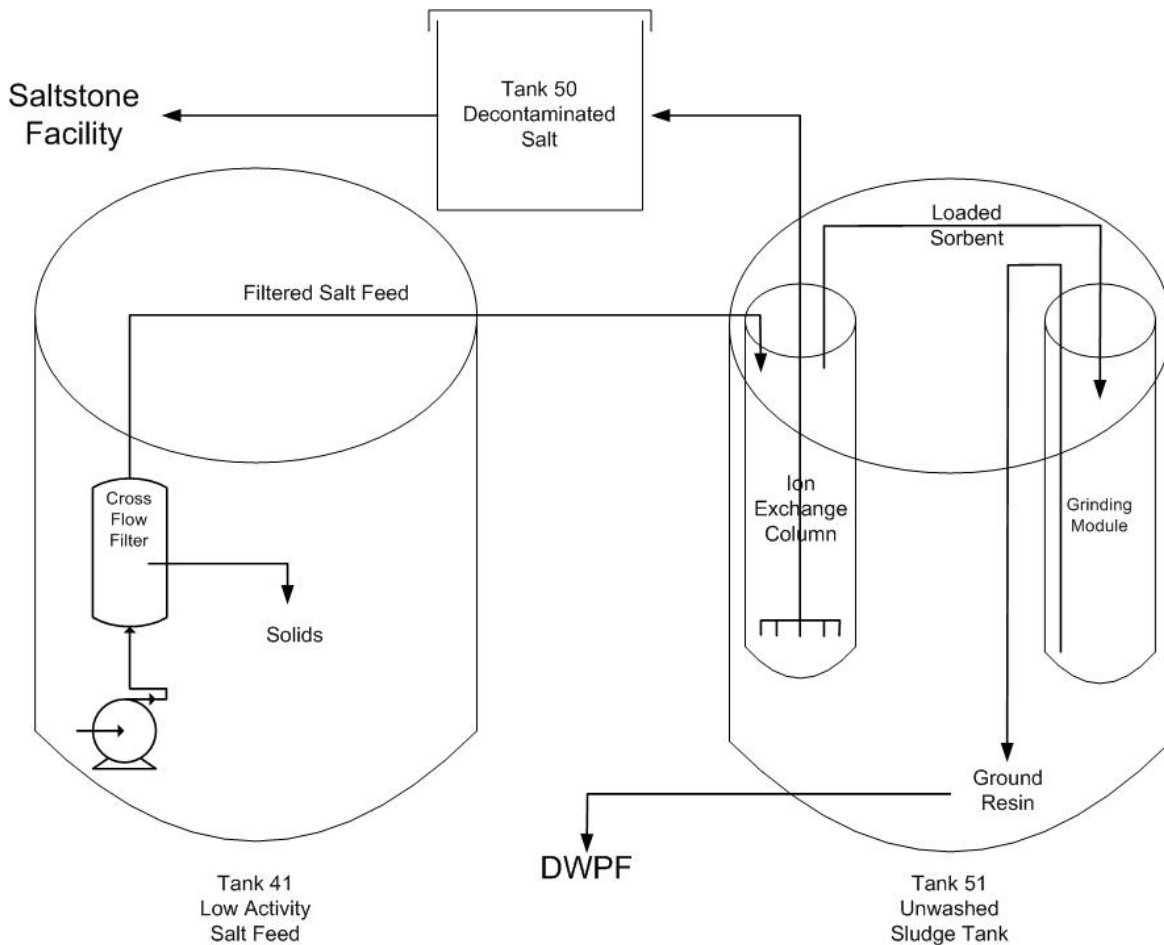 Tank 50
Decontaminated
Salt
Saltstone
Facility
Loaded
Sorbent
Filtered Salt Feed
Cross
Flow
Filter
Ion
Exchange
Column
Grinding
Module
Solids
Ground
Resin
DWPF
Tank 41
Low Activity
Salt Feed
Tank 51
Unwashed
Sludge Tank